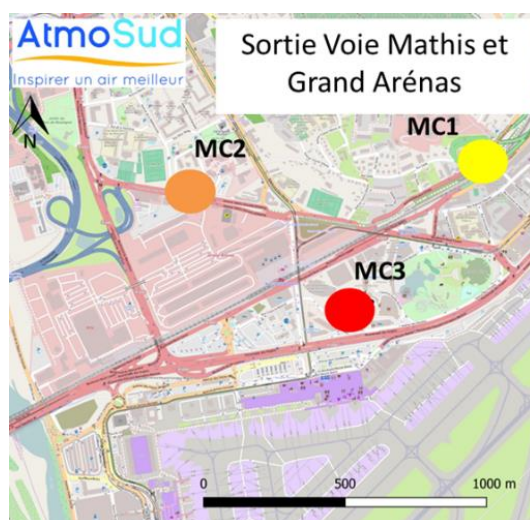 AtmoSud
Inspirer un air meilleur
Sortie Voie Mathis et
Grand Arénas
N
MC1
MC2
MC3
0 500 1000 m